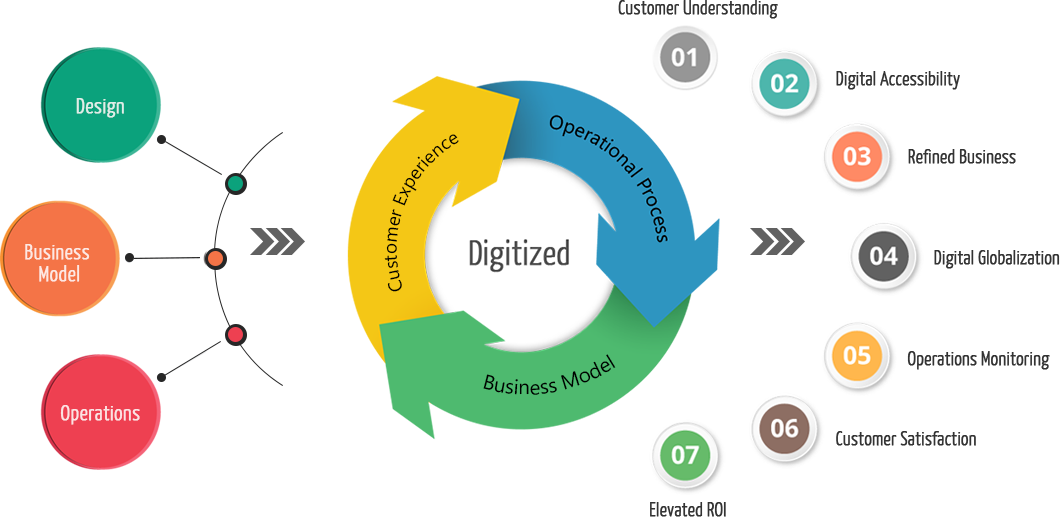 Design
Business
Model
Operations
Customer Experience
Operational Process
Business Model
Digitized
Customer Understanding
01
02
Digital Accessibility
03
Refined Business
04
Digital Globalization
05
Operations Monitoring
06
Customer Satisfaction
07
Elevated ROI